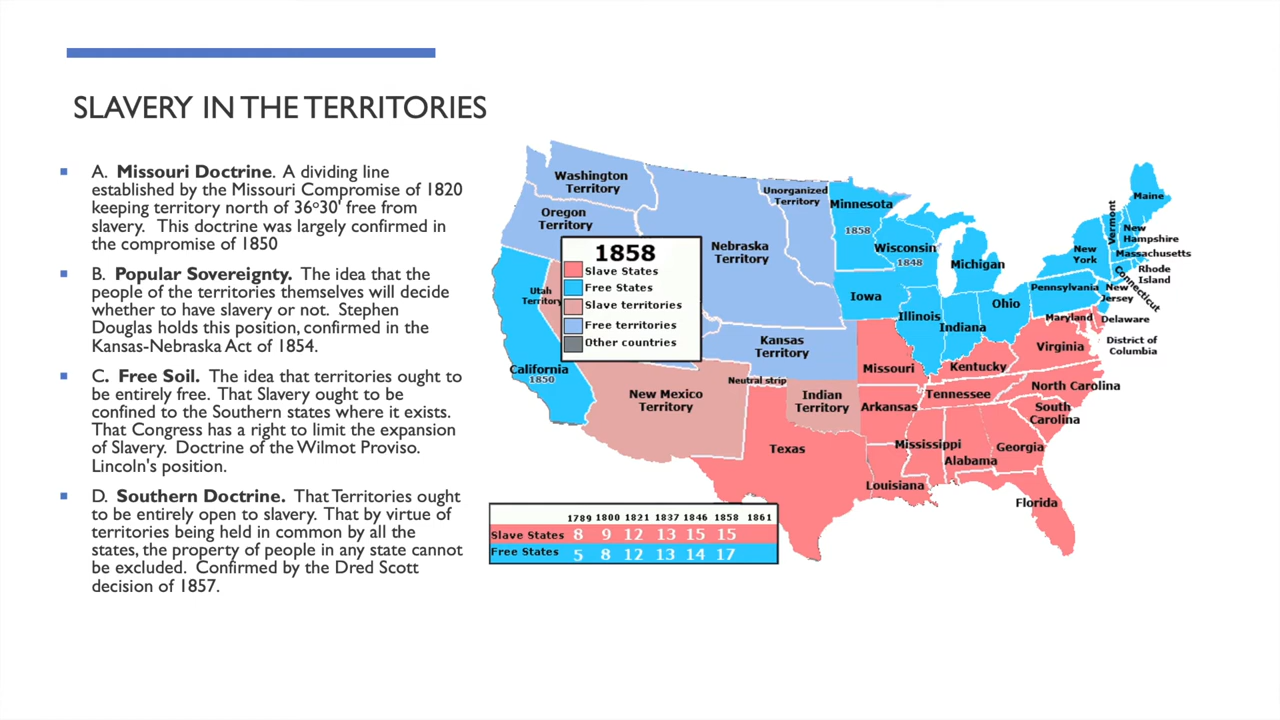 SLAVERY IN THE TERRITORIES
▪ A. Missouri Doctrine. A dividing line
established by the Missouri Compromise of 1820
keeping territory north of 36°30' free from
slavery. This doctrine was largely confirmed in
the compromise of 1850
▪ B. Popular Sovereignty. The idea that the
people of the territories themselves will decide
whether to have slavery or not. Stephen
Douglas holds this position, confirmed in the
Kansas-Nebraska Act of 1854.
▪ C. Free Soil. The idea that territories ought to
be entirely free. That Slavery ought to be
confined to the Southern states where it exists.
That Congress has a right to limit the expansion
of Slavery. Doctrine of the Wilmot Proviso.
Lincoln's position.
▪ D. Southern Doctrine. That Territories ought
to be entirely open to slavery. That by virtue of
territories being held in common by all the
states, the property of people in any state cannot
be excluded. Confirmed by the Dred Scott
decision of 1857.
Washington
Territory
Oregon
Territory
Unorganized
Territory
Minnesota
1858
Nebraska
Territory
Wisconsin
1848
Michigan
Maine
Vermont
New
Hampshire
Massachusetts
New
York
Rhode
Island
Connecticut
Pennsylvania
New
Jersey
1858
Slave States
Free States
Slave territories
Free territories
Other countries
Utah
Territory
Iowa
Illinois
Indiana
Ohio
Maryland
Delaware
District of
Columbia
Virginia
Kansas
Territory
California
1850
Missouri
Kentucky
Neutral strip
New Mexico
Territory
Indian
Territory
Arkansas
Tennessee
North Carolina
South
Carolina
Texas
Mississippi
Alabama
Georgia
Louisiana
Florida
1789 1800 1821 1837 1846 1858 1861
Slave States 8 9 12 13 15 15
Free States 5 8 12 13 14 17